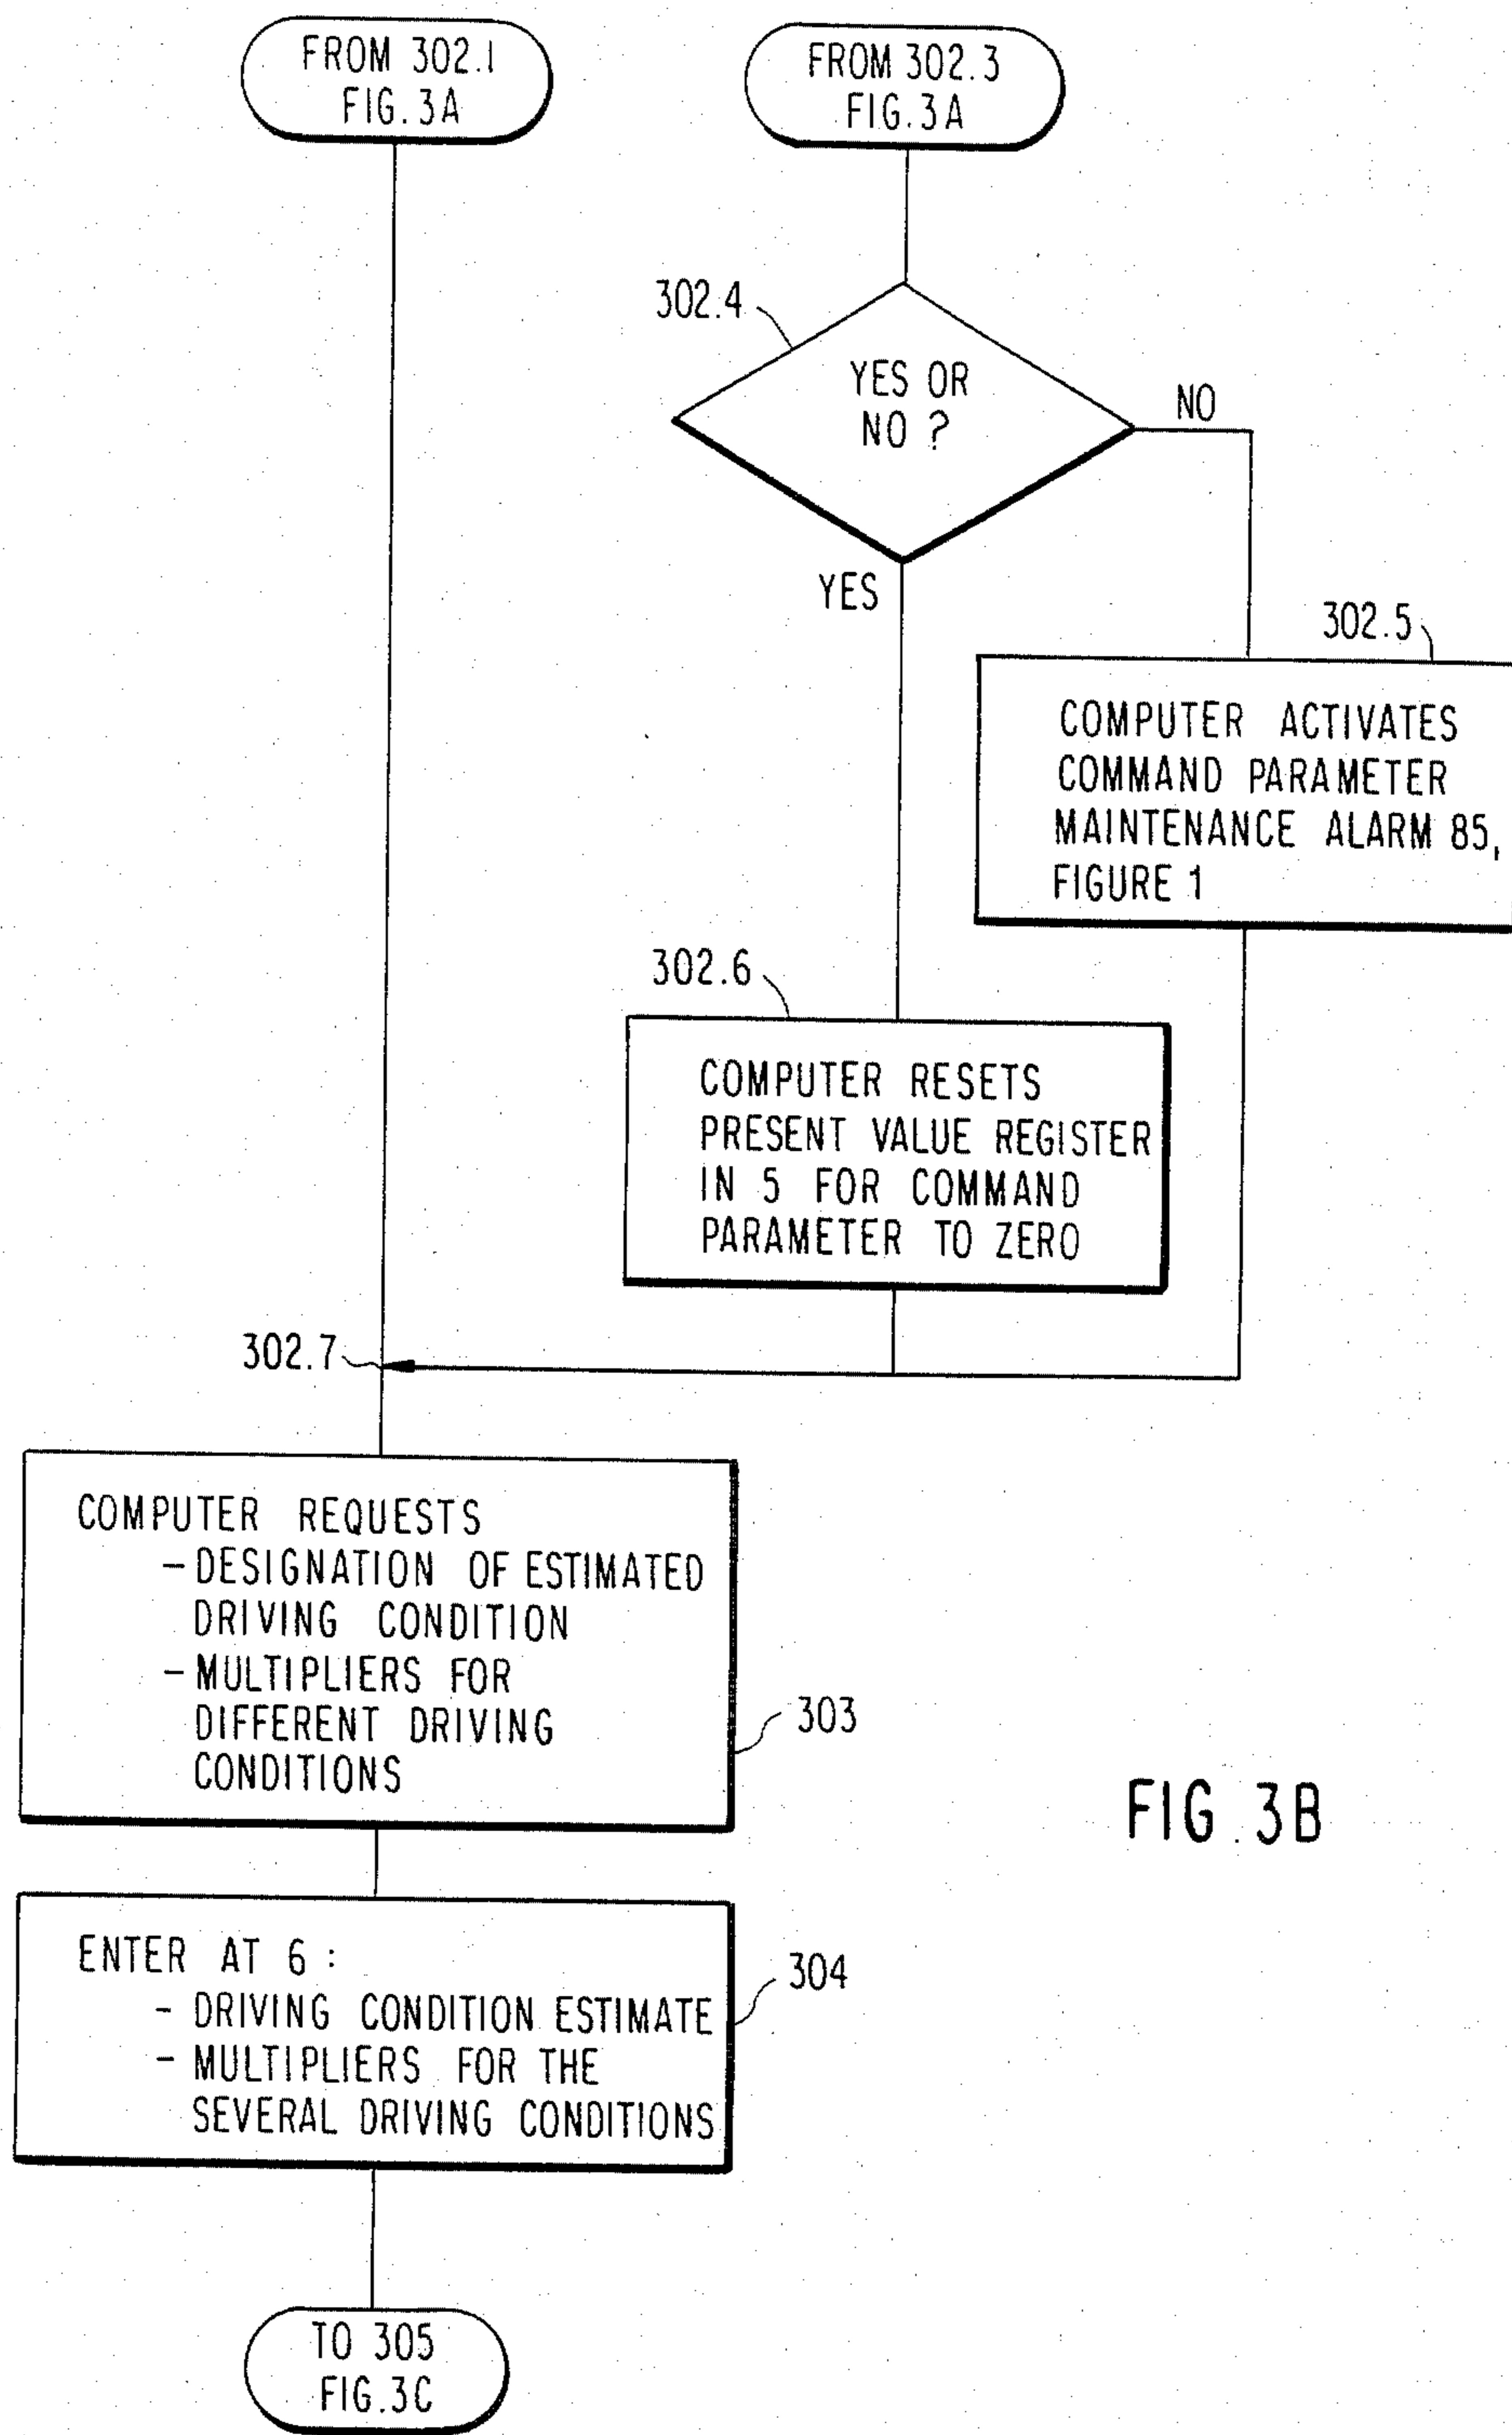 FROM 302.1
FIG. 3A
FROM 302.3
FIG. 3A
302.4
YES OR
NO ?
NO
YES
302.5
COMPUTER ACTIVATES
COMMAND PARAMETER
MAINTENANCE ALARM 85,
FIGURE 1
302.6
COMPUTER RESETS
PRESENT VALUE REGISTER
IN 5 FOR COMMAND
PARAMETER TO ZERO
302.7
COMPUTER REQUESTS
- DESIGNATION OF ESTIMATED
DRIVING CONDITION
- MULTIPLIERS FOR
DIFFERENT DRIVING
CONDITIONS
303
ENTER AT 6 :
- DRIVING CONDITION ESTIMATE
- MULTIPLIERS FOR THE
SEVERAL DRIVING CONDITIONS
304
TO 305
FIG. 3C
FIG. 3B